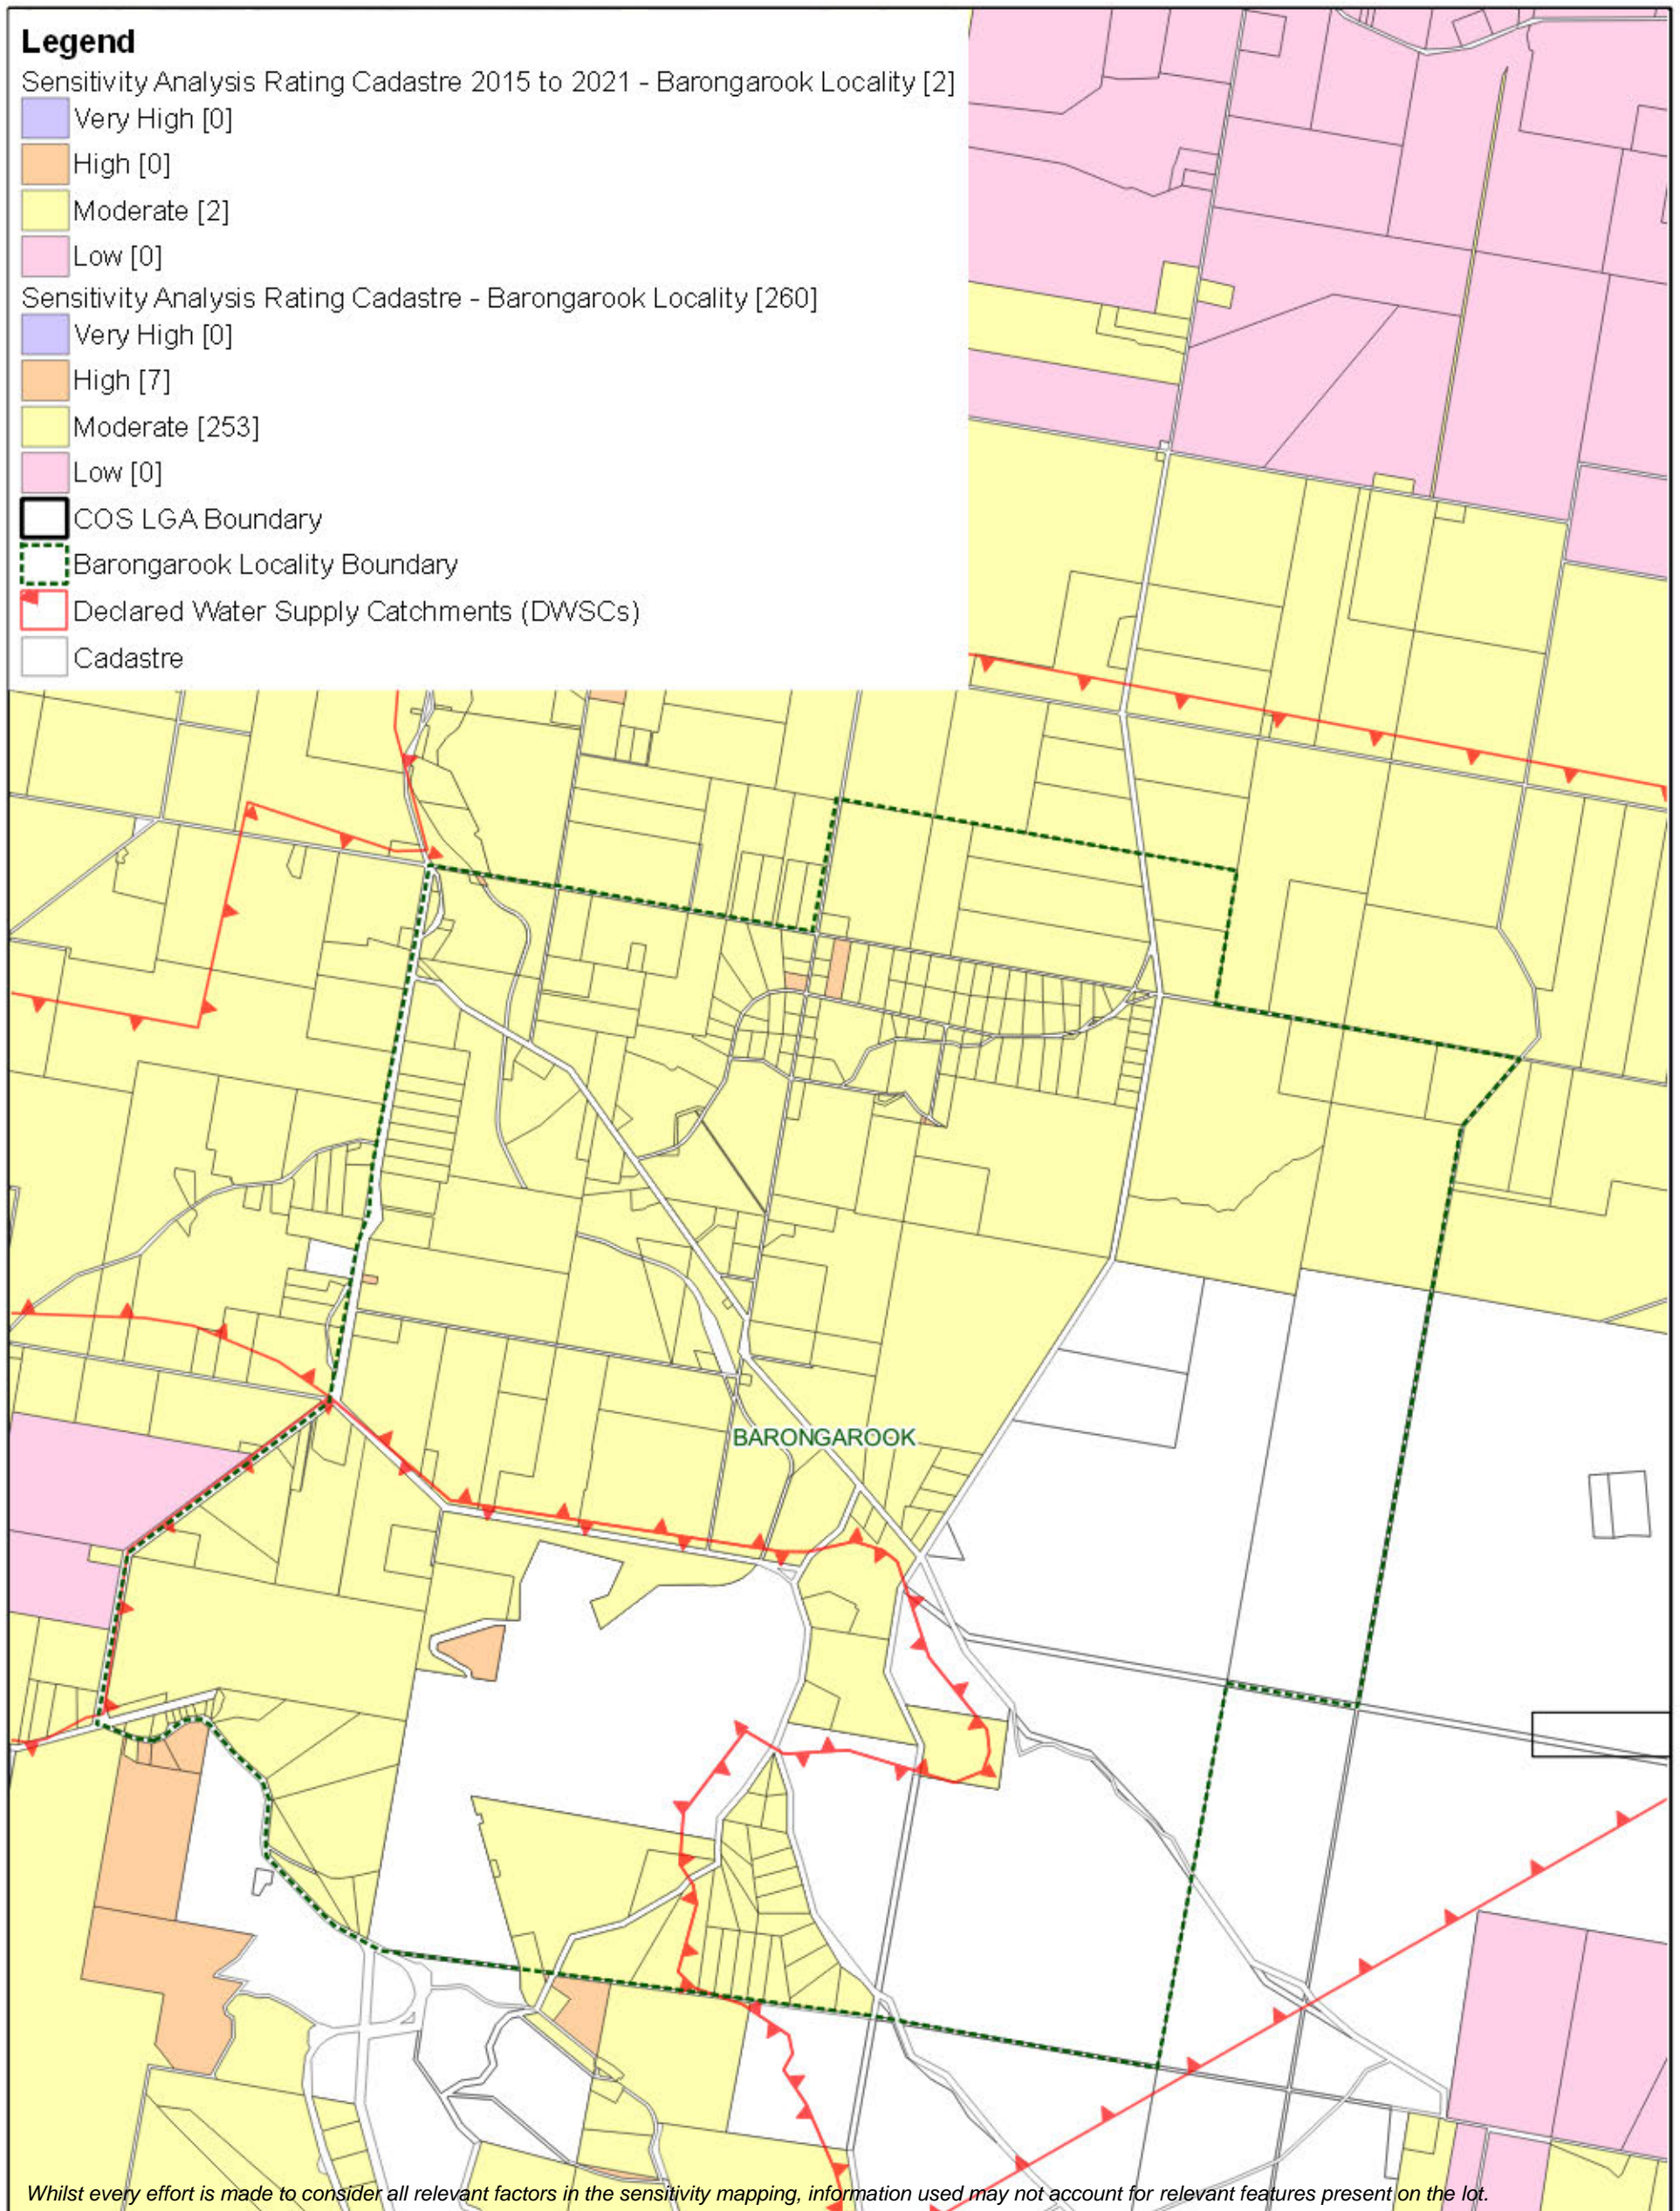 Legend
Sensitivity Analysis Rating Cadastre 2015 to 2021 - Barongarook Locality [2]
Very High [0]
High [0]
Moderate [2]
Low [0]
Sensitivity Analysis Rating Cadastre - Barongarook Locality [260]
Very High [0]
High [7]
Moderate [253]
Low [0]
COS LGA Boundary
Barongarook Locality Boundary
Declared Water Supply Catchments (DWSCs)
Cadastre
BARONGAROOK
Whilst every effort is made to consider all relevant factors in the sensitivity mapping, information used may not account for relevant features present on the lot.